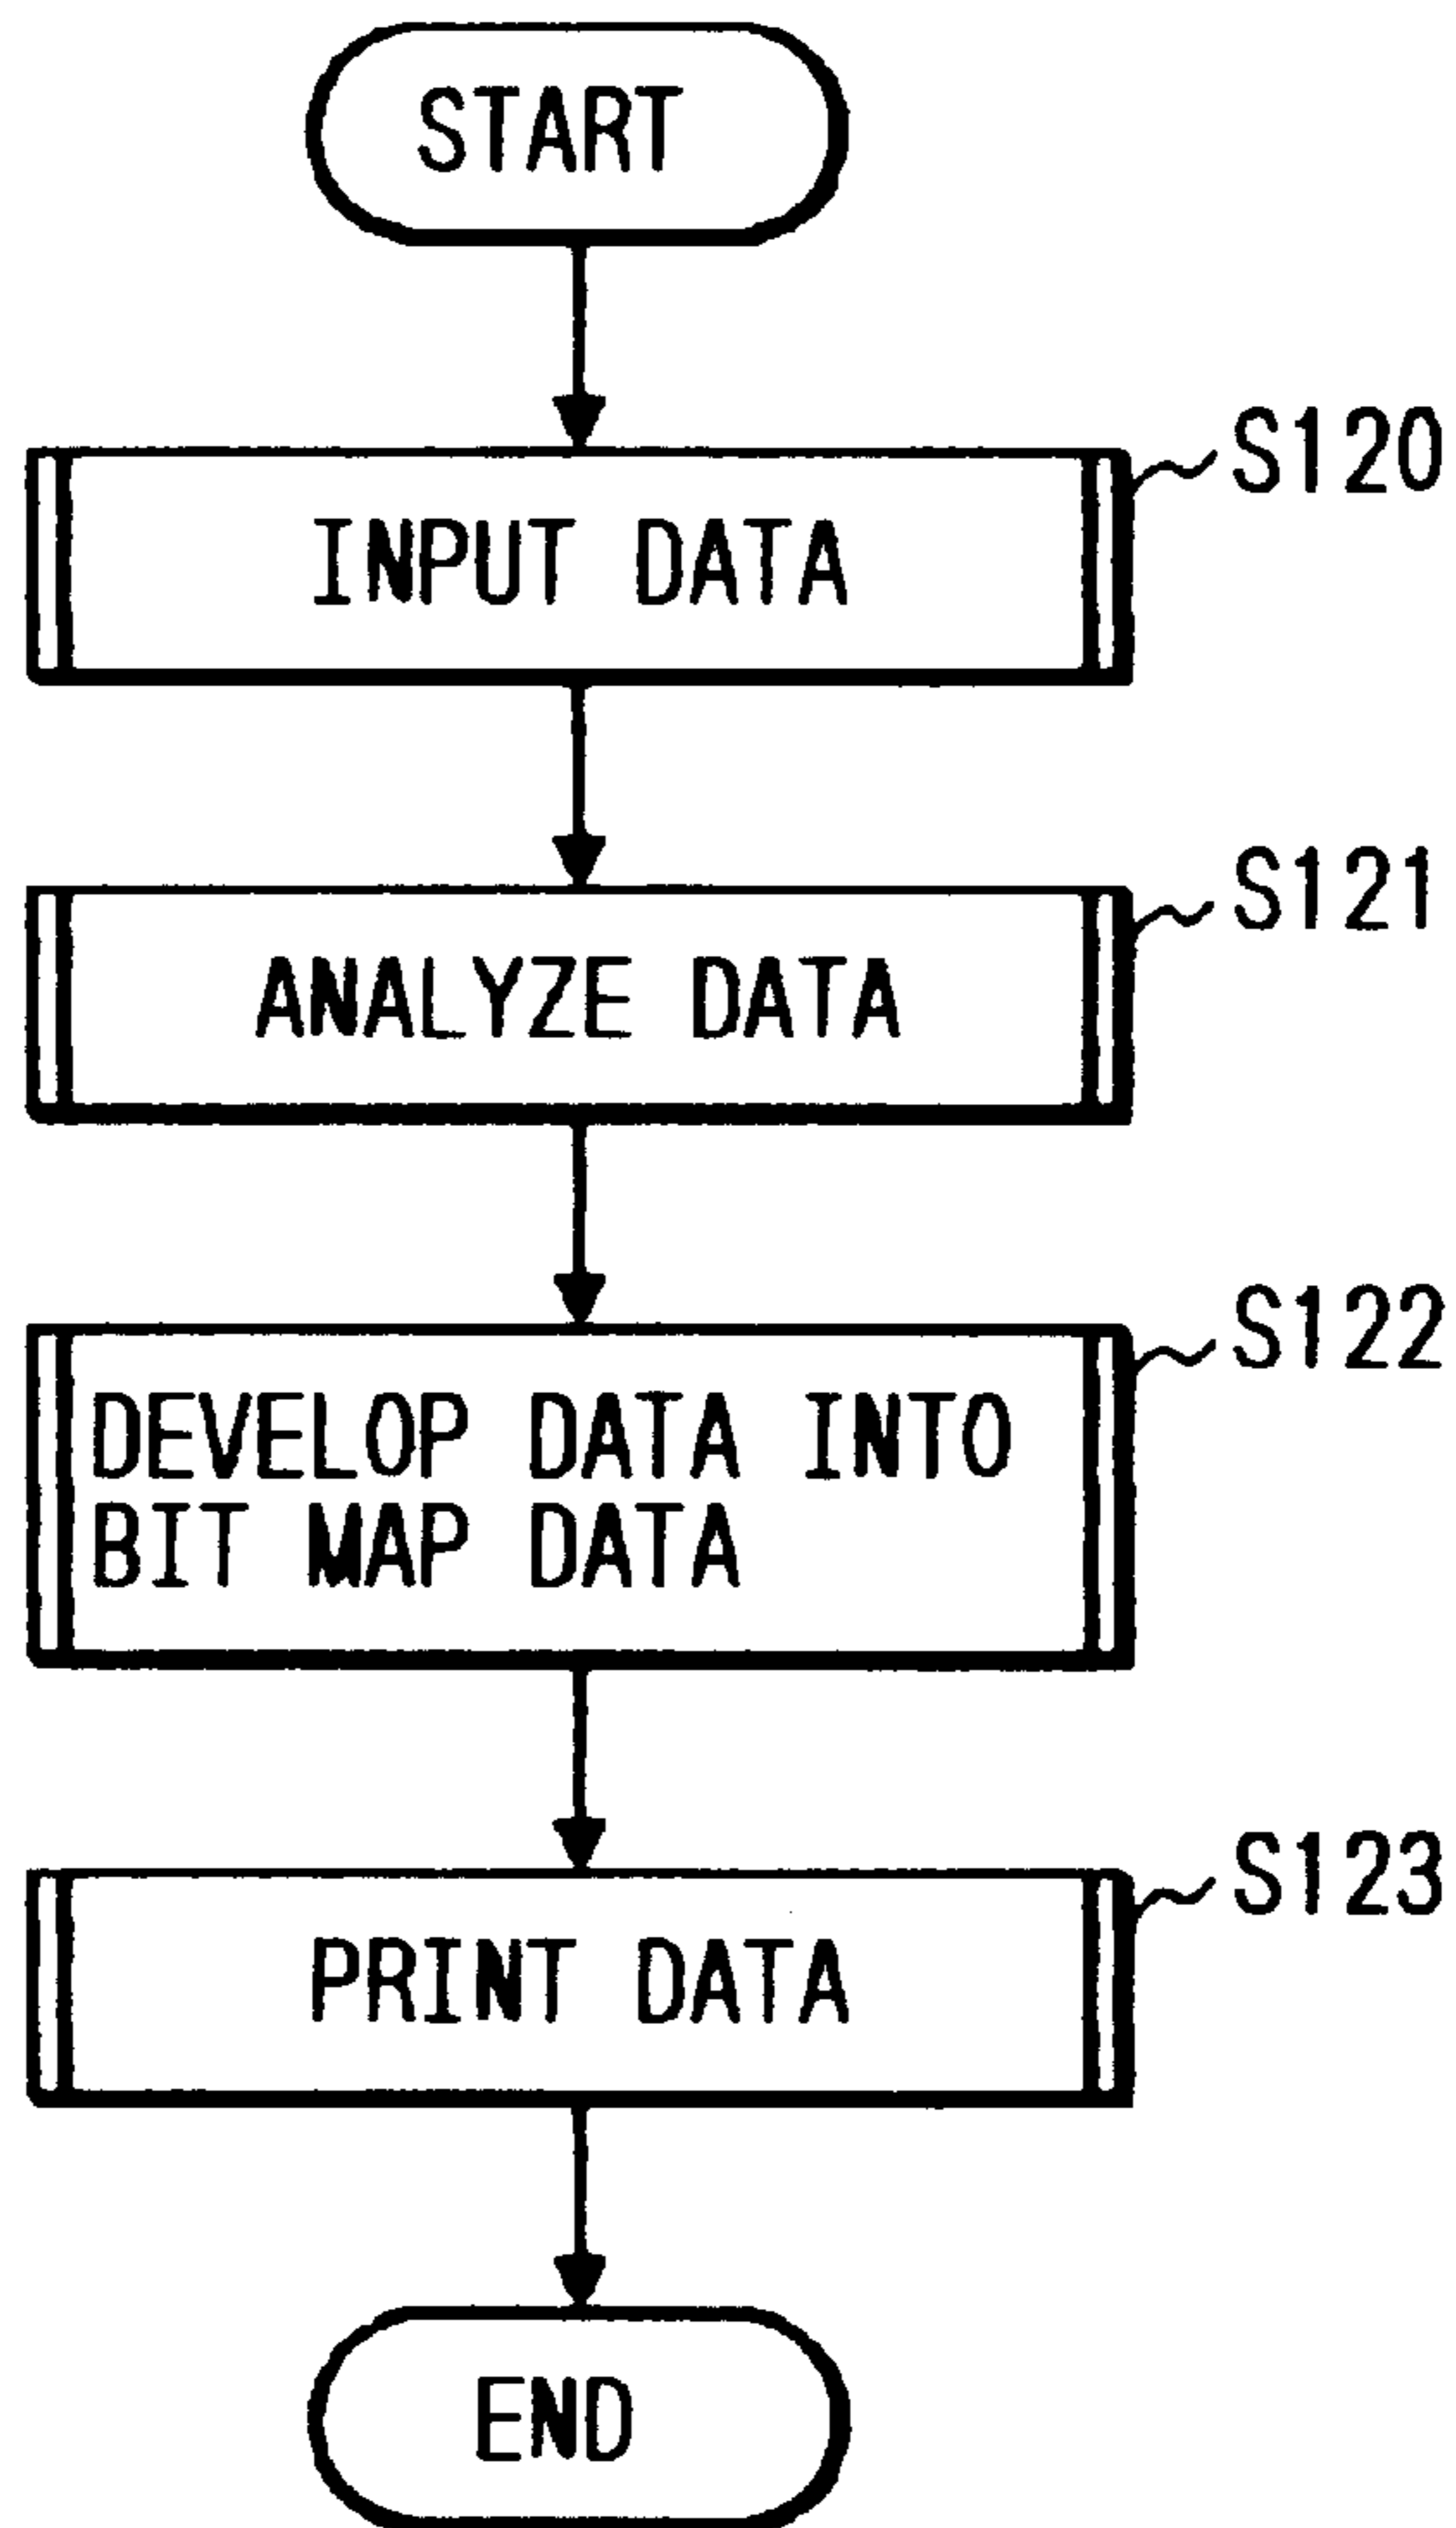 START
S120
INPUT DATA
S121
ANALYZE DATA
S122
DEVELOP DATA INTO
BIT MAP DATA
S123
PRINT DATA
END